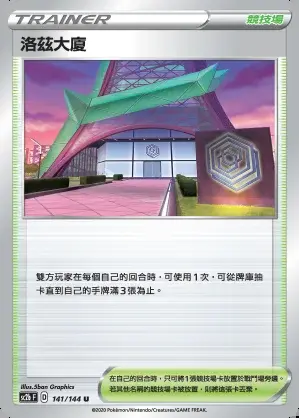 TRAINER 競技場
洛茲大廈
雙方玩家在每個自己的回合時,可使用1次,可從牌庫抽
卡直到自己的手牌滿3張為止。
Illus.5ban Graphics
SC2b F D 141/144 U
在自己的回合時,只可將1張競技場卡放置於戰鬥場旁邊。
若其他名稱的競技場卡被放置,則將這張卡丟棄。
©2020 Pokémon/Nintendo/Creatures/GAME FREAK.